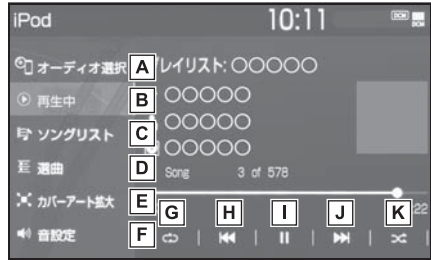 iPod 10:11 DCM DCM
オーディオ選択 A レイリスト: ○○○○○
再生中 B ○○○○○
ソングリスト C ○○○○○
選曲 D ○○○○○
Song 3 of 578
カバーアート拡大 E
22
G H I J K
音設定 F